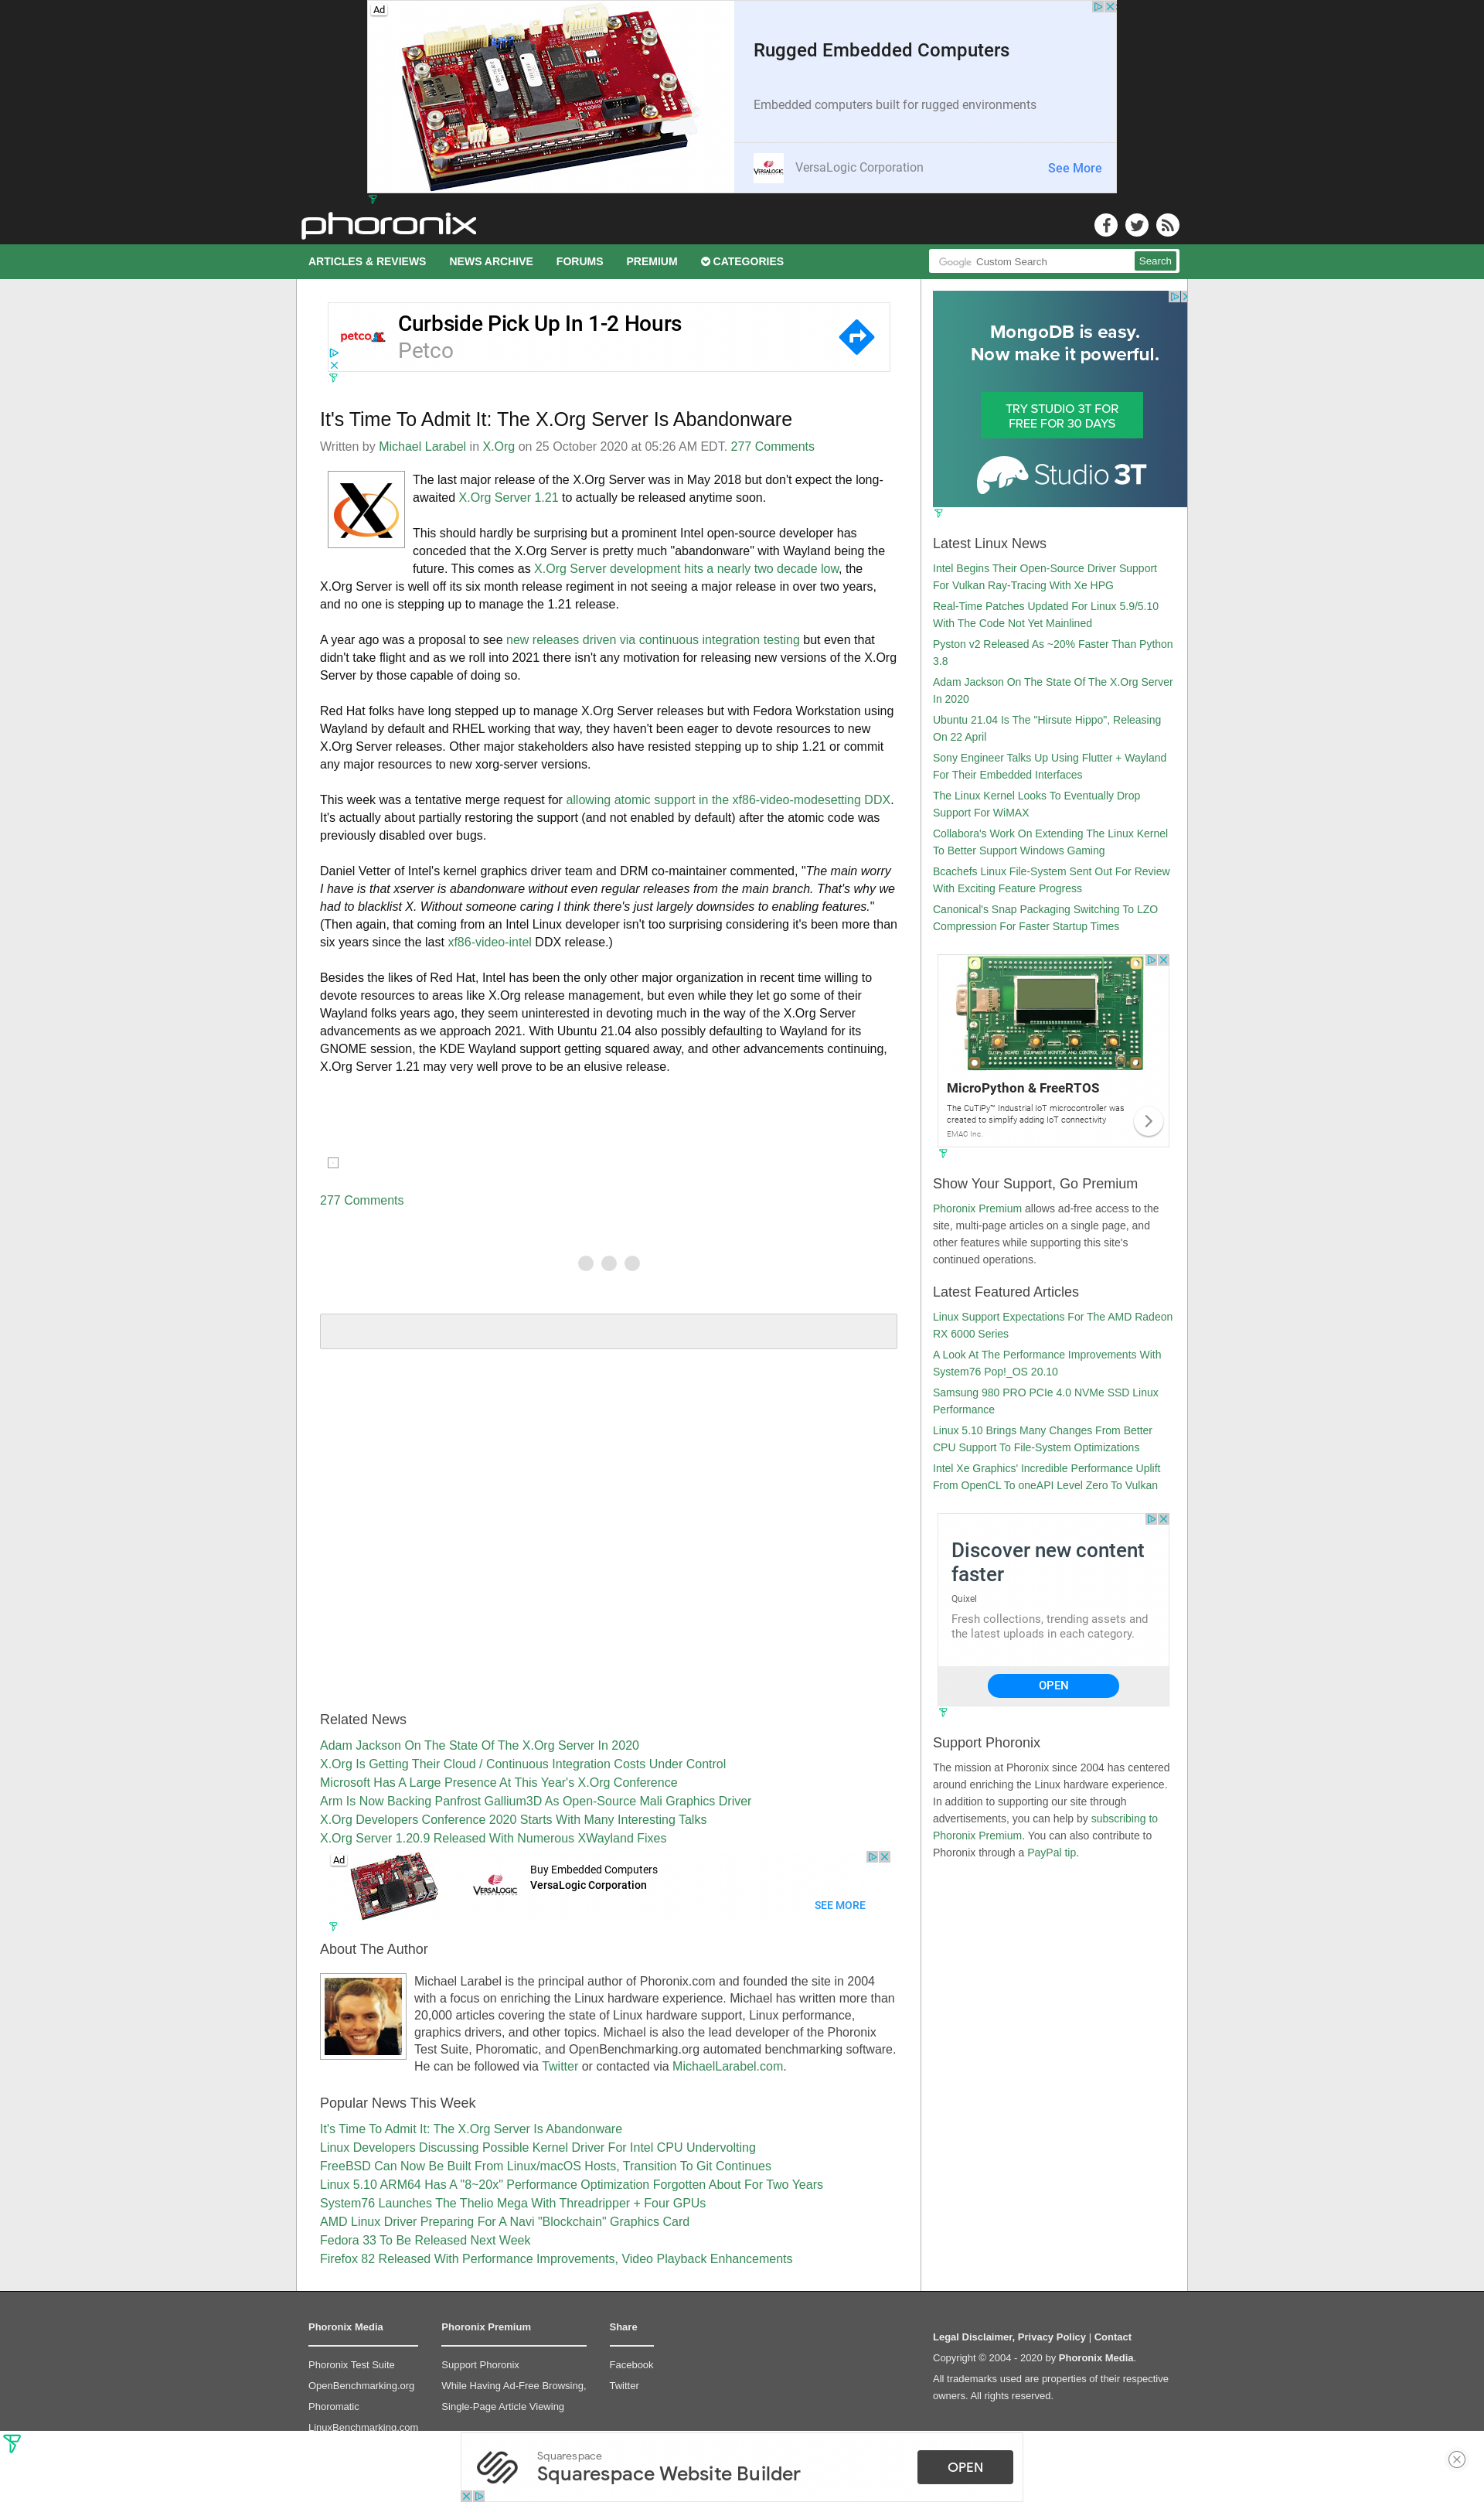 Ad
Rugged Embedded Computers
Embedded computers built for rugged environments
VERSALOGIC
VersaLogic Corporation
See More
phoronix
ARTICLES & REVIEWS
NEWS ARCHIVE
FORUMS
PREMIUM
CATEGORIES
Google Custom Search
Search
petco
Curbside Pick Up In 1-2 Hours
Petco
It's Time To Admit It: The X.Org Server Is Abandonware
Written by Michael Larabel in X.Org on 25 October 2020 at 05:26 AM EDT. 277 Comments
The last major release of the X.Org Server was in May 2018 but don't expect the long-
awaited X.Org Server 1.21 to actually be released anytime soon.
This should hardly be surprising but a prominent Intel open-source developer has
conceded that the X.Org Server is pretty much "abandonware" with Wayland being the
future. This comes as X.Org Server development hits a nearly two decade low, the
X.Org Server is well off its six month release regiment in not seeing a major release in over two years,
and no one is stepping up to manage the 1.21 release.
A year ago was a proposal to see new releases driven via continuous integration testing but even that
didn't take flight and as we roll into 2021 there isn't any motivation for releasing new versions of the X.Org
Server by those capable of doing so.
Red Hat folks have long stepped up to manage X.Org Server releases but with Fedora Workstation using
Wayland by default and RHEL working that way, they haven't been eager to devote resources to new
X.Org Server releases. Other major stakeholders also have resisted stepping up to ship 1.21 or commit
any major resources to new xorg-server versions.
This week was a tentative merge request for allowing atomic support in the xf86-video-modesetting DDX.
It's actually about partially restoring the support (and not enabled by default) after the atomic code was
previously disabled over bugs.
Daniel Vetter of Intel's kernel graphics driver team and DRM co-maintainer commented, "The main worry
I have is that xserver is abandonware without even regular releases from the main branch. That's why we
had to blacklist X. Without someone caring I think there's just largely downsides to enabling features."
(Then again, that coming from an Intel Linux developer isn't too surprising considering it's been more than
six years since the last xf86-video-intel DDX release.)
Besides the likes of Red Hat, Intel has been the only other major organization in recent time willing to
devote resources to areas like X.Org release management, but even while they let go some of their
Wayland folks years ago, they seem uninterested in devoting much in the way of the X.Org Server
advancements as we approach 2021. With Ubuntu 21.04 also possibly defaulting to Wayland for its
GNOME session, the KDE Wayland support getting squared away, and other advancements continuing,
X.Org Server 1.21 may very well prove to be an elusive release.
277 Comments
Related News
Adam Jackson On The State Of The X.Org Server In 2020
X.Org Is Getting Their Cloud / Continuous Integration Costs Under Control
Microsoft Has A Large Presence At This Year's X.Org Conference
Arm Is Now Backing Panfrost Gallium3D As Open-Source Mali Graphics Driver
X.Org Developers Conference 2020 Starts With Many Interesting Talks
X.Org Server 1.20.9 Released With Numerous XWayland Fixes
Ad
VERSALOGIC
Buy Embedded Computers
VersaLogic Corporation
SEE MORE
About The Author
Michael Larabel is the principal author of Phoronix.com and founded the site in 2004
with a focus on enriching the Linux hardware experience. Michael has written more than
20,000 articles covering the state of Linux hardware support, Linux performance,
graphics drivers, and other topics. Michael is also the lead developer of the Phoronix
Test Suite, Phoromatic, and OpenBenchmarking.org automated benchmarking software.
He can be followed via Twitter or contacted via MichaelLarabel.com.
Popular News This Week
It's Time To Admit It: The X.Org Server Is Abandonware
Linux Developers Discussing Possible Kernel Driver For Intel CPU Undervolting
FreeBSD Can Now Be Built From Linux/macOS Hosts, Transition To Git Continues
Linux 5.10 ARM64 Has A "8~20x" Performance Optimization Forgotten About For Two Years
System76 Launches The Thelio Mega With Threadripper + Four GPUs
AMD Linux Driver Preparing For A Navi "Blockchain" Graphics Card
Fedora 33 To Be Released Next Week
Firefox 82 Released With Performance Improvements, Video Playback Enhancements
MongoDB is easy.
Now make it powerful.
TRY STUDIO 3T FOR
FREE FOR 30 DAYS
Studio 3T
Latest Linux News
Intel Begins Their Open-Source Driver Support
For Vulkan Ray-Tracing With Xe HPG
Real-Time Patches Updated For Linux 5.9/5.10
With The Code Not Yet Mainlined
Pyston v2 Released As ~20% Faster Than Python
3.8
Adam Jackson On The State Of The X.Org Server
In 2020
Ubuntu 21.04 Is The "Hirsute Hippo", Releasing
On 22 April
Sony Engineer Talks Up Using Flutter + Wayland
For Their Embedded Interfaces
The Linux Kernel Looks To Eventually Drop
Support For WiMAX
Collabora's Work On Extending The Linux Kernel
To Better Support Windows Gaming
Bcachefs Linux File-System Sent Out For Review
With Exciting Feature Progress
Canonical's Snap Packaging Switching To LZO
Compression For Faster Startup Times
MicroPython & FreeRTOS
The CuTiPy™ Industrial IoT microcontroller was
created to simplify adding IoT connectivity
EMAC Inc.
Show Your Support, Go Premium
Phoronix Premium allows ad-free access to the
site, multi-page articles on a single page, and
other features while supporting this site's
continued operations.
Latest Featured Articles
Linux Support Expectations For The AMD Radeon
RX 6000 Series
A Look At The Performance Improvements With
System76 Pop!_OS 20.10
Samsung 980 PRO PCIe 4.0 NVMe SSD Linux
Performance
Linux 5.10 Brings Many Changes From Better
CPU Support To File-System Optimizations
Intel Xe Graphics' Incredible Performance Uplift
From OpenCL To oneAPI Level Zero To Vulkan
Discover new content
faster
Quixel
Fresh collections, trending assets and
the latest uploads in each category.
OPEN
Support Phoronix
The mission at Phoronix since 2004 has centered
around enriching the Linux hardware experience.
In addition to supporting our site through
advertisements, you can help by subscribing to
Phoronix Premium. You can also contribute to
Phoronix through a PayPal tip.
Phoronix Media
Phoronix Test Suite
OpenBenchmarking.org
Phoromatic
LinuxBenchmarking.com
Phoronix Premium
Support Phoronix
While Having Ad-Free Browsing,
Single-Page Article Viewing
Share
Facebook
Twitter
Legal Disclaimer, Privacy Policy | Contact
Copyright © 2004 - 2020 by Phoronix Media.
All trademarks used are properties of their respective
owners. All rights reserved.
Squarespace
Squarespace Website Builder
OPEN